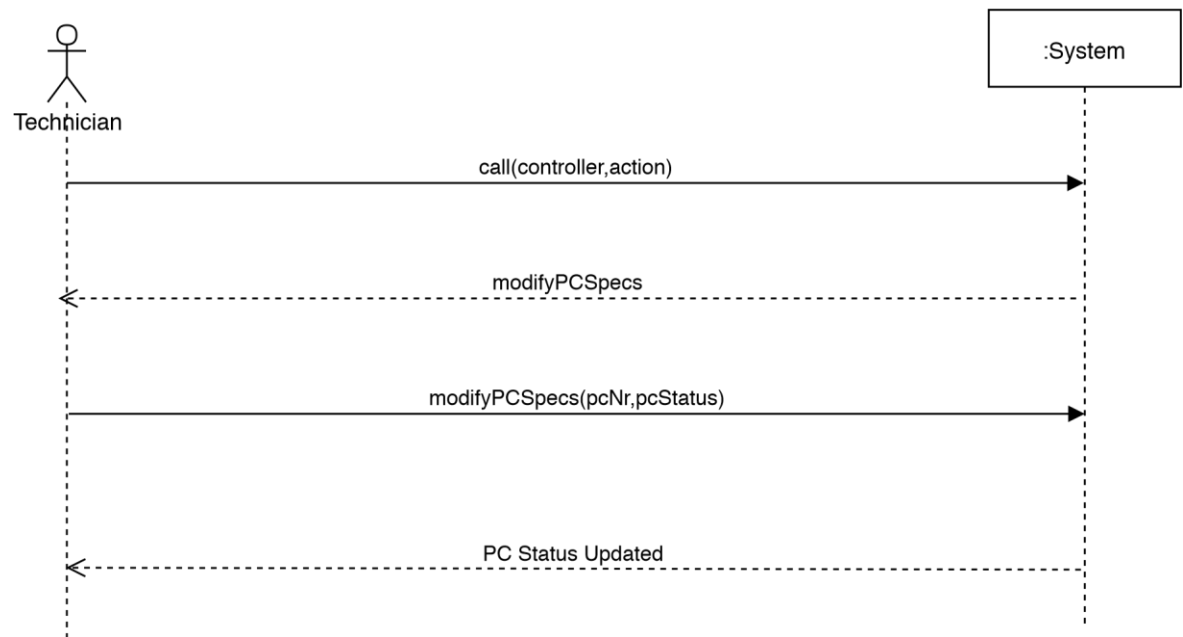 :System
Technician
call(controller,action)
modifyPCSpecs
modifyPCSpecs(pcNr,pcStatus)
PC Status Updated